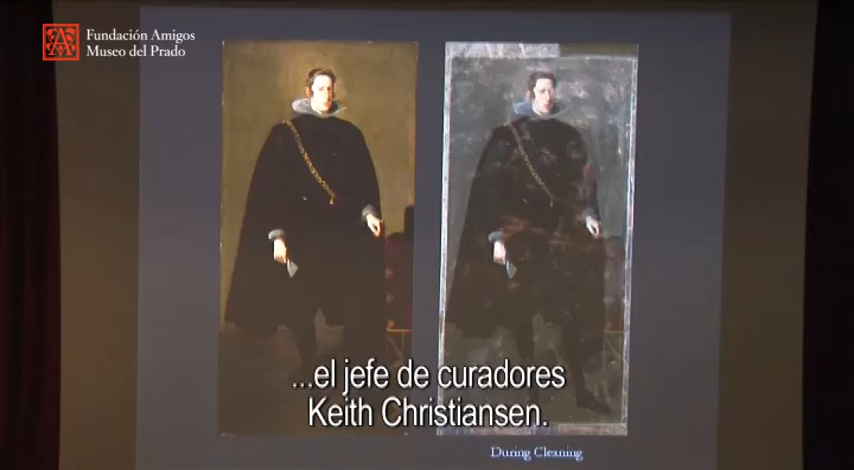 Fundación Amigos
Museo del Prado
...el jefe de curadores
Keith Christiansen.
During Cleaning